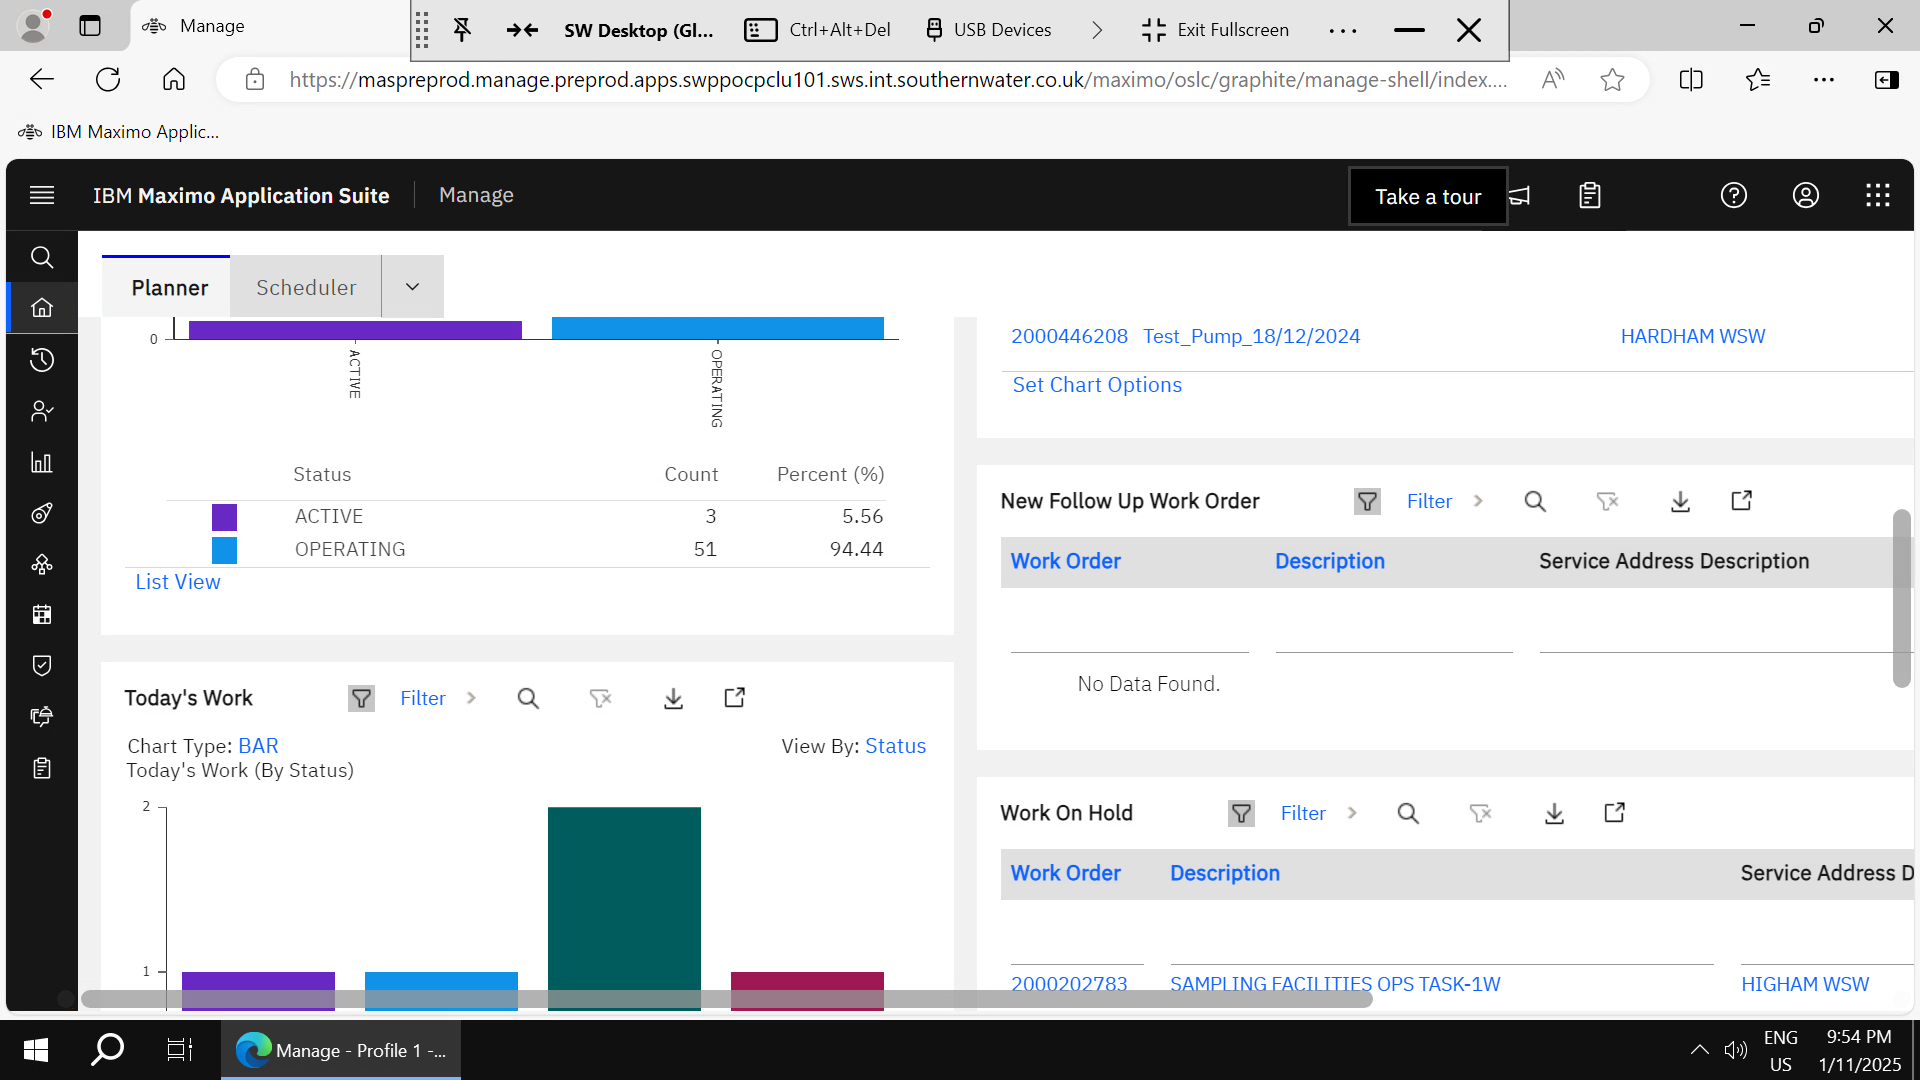 Manage
SW Desktop (Gl...
Ctrl+Alt+Del
USB Devices
Exit Fullscreen
https://maspreprod.manage.preprod.apps.swppocpclu101.sws.int.southernwater.co.uk/maximo/oslc/graphite/manage-shell/index....
IBM Maximo Applic...
IBM Maximo Application Suite
Manage
Take a tour
Planner
Scheduler
0
ACTIVE
OPERATING
Status Count Percent (%)
ACTIVE 3 5.56
OPERATING 51 94.44
List View
Today's Work
Filter
Chart Type: BAR
View By: Status
Today's Work (By Status)
2
1
2000446208 Test_Pump_18/12/2024 HARDHAM WSW
Set Chart Options
New Follow Up Work Order
Filter
Work Order Description Service Address Description
No Data Found.
Work On Hold
Filter
Work Order Description Service Address D
2000202783 SAMPLING FACILITIES OPS TASK-1W HIGHAM WSW
Manage - Profile 1 -...
ENG
US
9:54 PM
1/11/2025